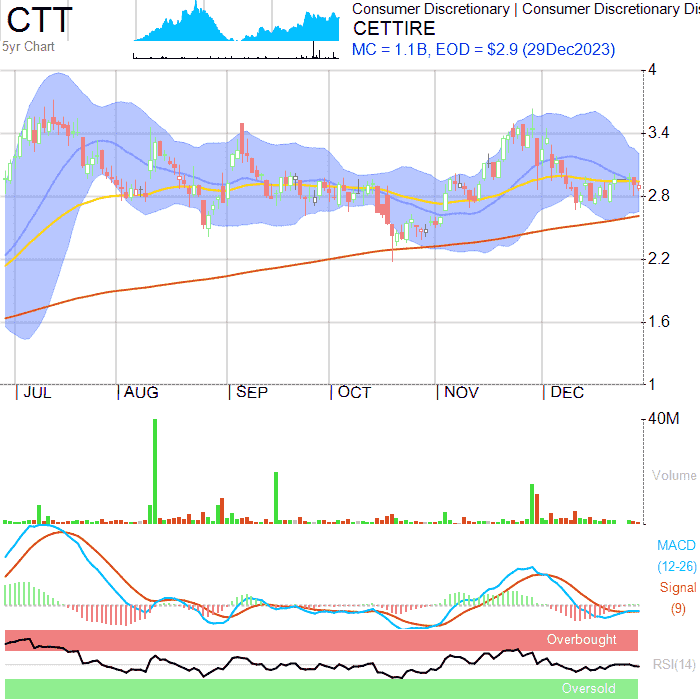 CTT
5yr Chart
Consumer Discretionary | Consumer Discretionary Dis
CETTIRE
MC = 1.1B, EOD = $2.9 (29Dec2023)
4
3.4
2.8
2.2
1.6
1
JUL AUG SEP OCT NOV DEC
40M
Volume
MACD
(12-26)
Signal
(9)
Overbought
RSI(14)
Oversold